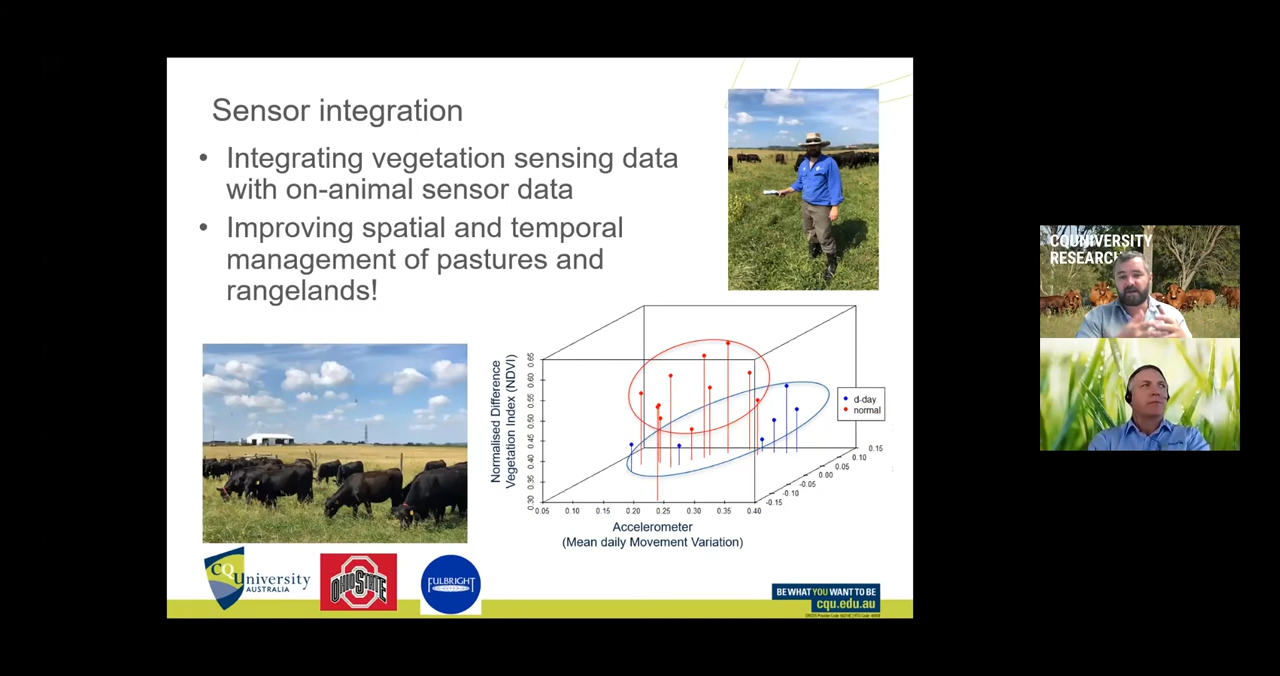 Sensor integration
• Integrating vegetation sensing data
with on-animal sensor data
• Improving spatial and temporal
management of pastures and
rangelands!
Normalised Difference
Vegetation Index (NDVI)
0.65
0.60
0.55
0.50
0.45
0.40
0.35
0.30
0.05
0.10
0.15
0.20
0.25
0.30
0.35
0.40
-0.15
-0.10
-0.05
0.00
0.05
0.10
0.15
d-day
normal
Accelerometer
(Mean daily Movement Variation)
CQUniversity
AUSTRALIA
OHIO STATE
FULBRIGHT
BE WHAT YOU WANT TO BE
cqu.edu.au
CQUNIVERSITY
RESEARCH